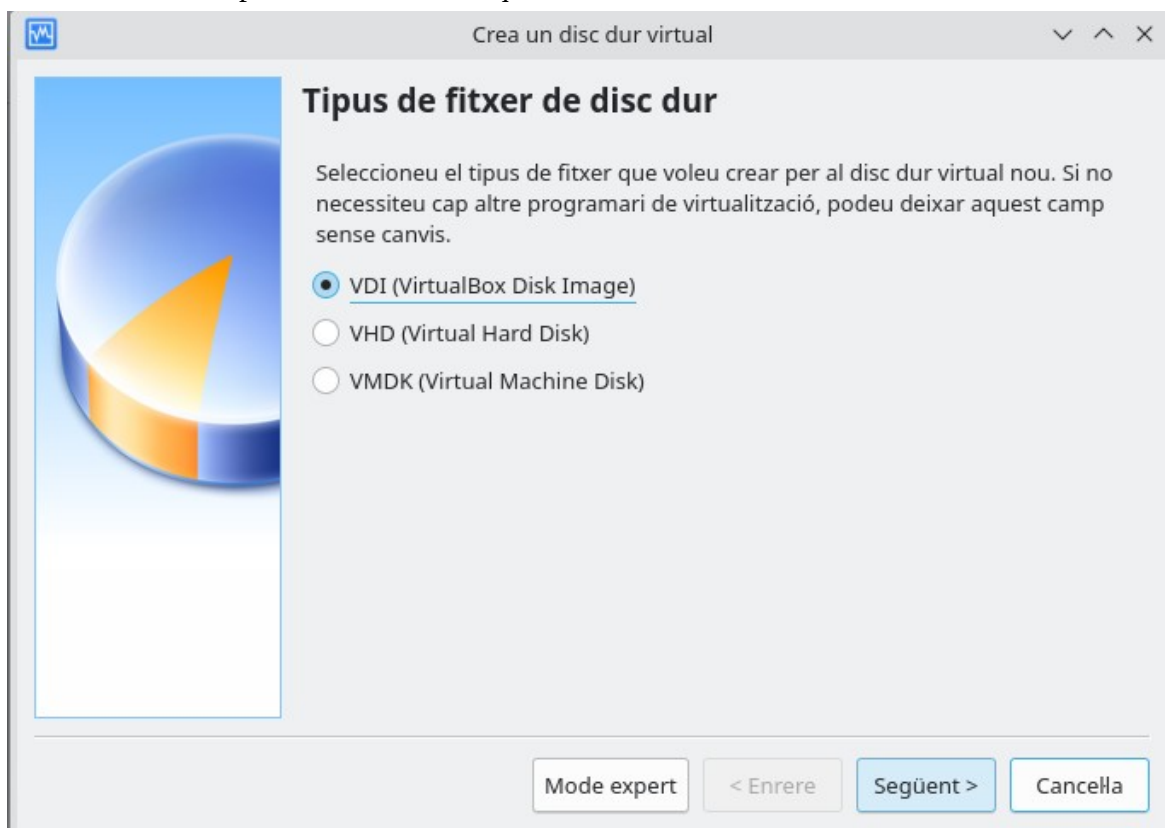 Crea un disc dur virtual
Tipus de fitxer de disc dur
Seleccioneu el tipus de fitxer que voleu crear per al disc dur virtual nou. Si no
necessiteu cap altre programari de virtualització, podeu deixar aquest camp
sense canvis.
VDI (VirtualBox Disk Image)
VHD (Virtual Hard Disk)
VMDK (Virtual Machine Disk)
Mode expert
< Enrere
Següent >
Canceŀla